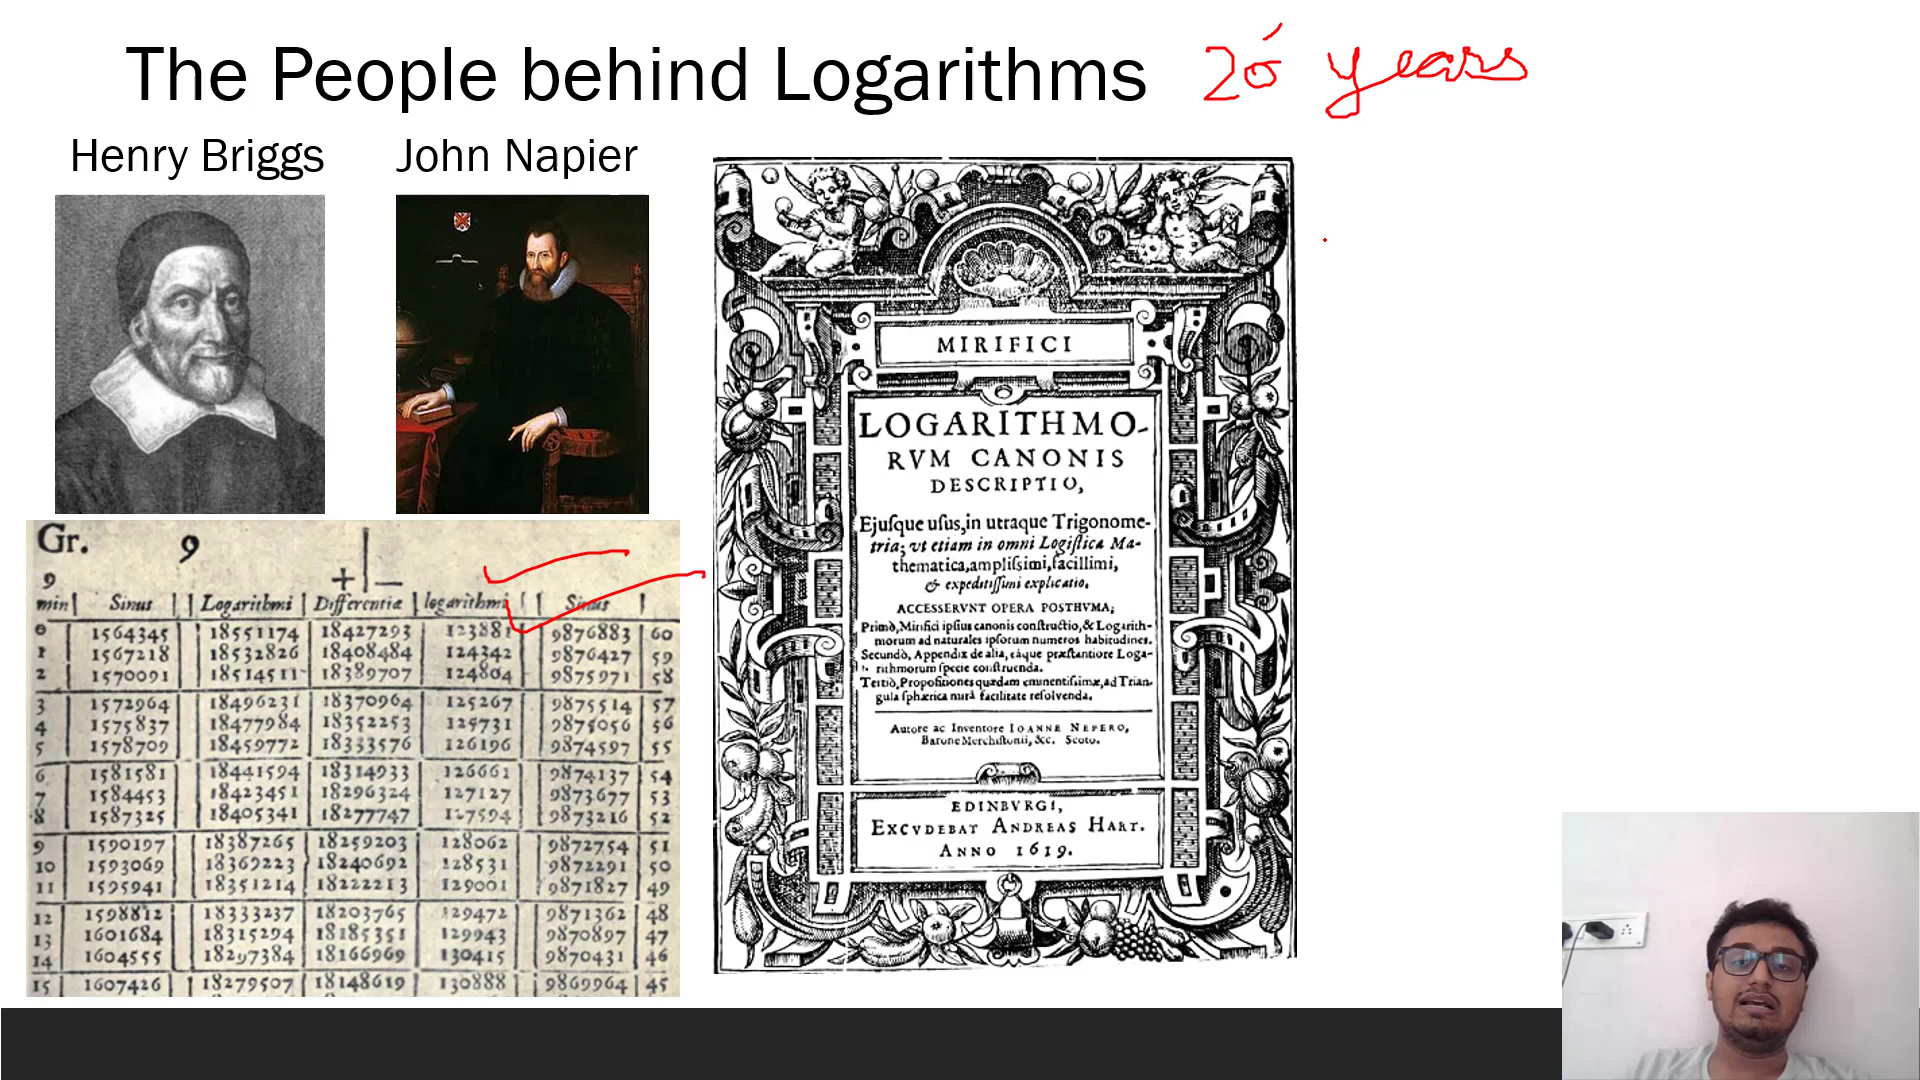 The People behind Logarithms 20 years
Henry Briggs John Napier
MIRIFICI
LOGARITHMO-
RVM CANONIS
DESCRIPTIO,
Ejuſque uſus, in utraque Trigonome-
tria; vt etiam in omni Logiſtica Ma-
thematica, ampliſsimi, facillimi,
& expeditiſsimi explicatio.
ACCESSERVNT OPERA POSTHVMA;
Primò, Mirifici ipſius canonis conſtructio, & Logarith-
morum ad naturales ipſorum numeros habitudines.
Secundò, Appendix de alia, eâque præſtantiore Loga-
rithmorum ſpecie conſtruenda.
Tertiò, Propoſitiones quædam eminentiſsimæ, ad Trian-
gula ſphærica mirâ facilitate reſolvenda.
Autore ac Inventore IOANNE NEPERO,
Barone Merchiſtonii, &c. Scoto.
EDINBVRGI,
EXCVDEBAT ANDREAS HART.
ANNO 1619.
Gr. 9
9 + | −
min Sinus Logarithmi Differentiæ logarithmi Sinus
0 1564345 18551174 18427293 123881 9876883 60
1 1567218 18532826 18408484 124342 9876427 59
2 1570091 18514511 18389707 124804 9875971 58
3 1572964 18496231 18370964 125267 9875514 57
4 1575837 18477984 18352253 125731 9875056 56
5 1578709 18459772 18333576 126196 9874597 55
6 1581581 18441594 18314933 126661 9874137 54
7 1584453 18423451 18296324 127127 9873677 53
8 1587325 18405341 18277747 127594 9873216 52
9 1590197 18387265 18259203 128062 9872754 51
10 1593069 18369223 18240692 128531 9872291 50
11 1595941 18351214 18222213 129001 9871827 49
12 1598812 18333237 18203765 129472 9871362 48
13 1601684 18315294 18185351 129943 9870897 47
14 1604555 18297384 18166969 130415 9870431 46
15 1607426 18279507 18148619 130888 9869964 45